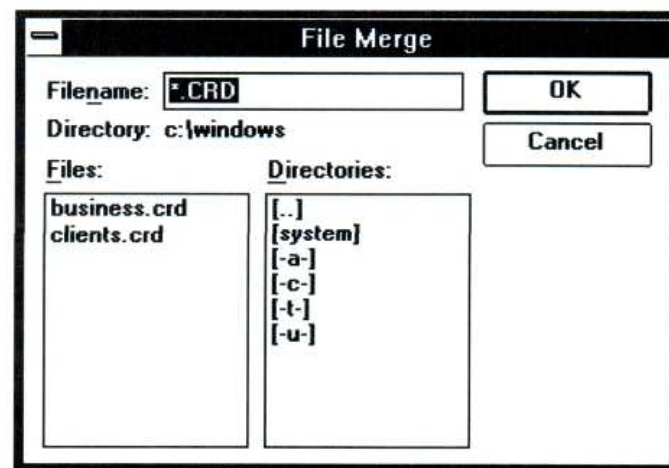 File Merge
Filename: *.CRD
OK
Directory: c:\windows
Cancel
Files:
Directories:
business.crd
clients.crd
[..]
[system]
[-a-]
[-c-]
[-t-]
[-u-]